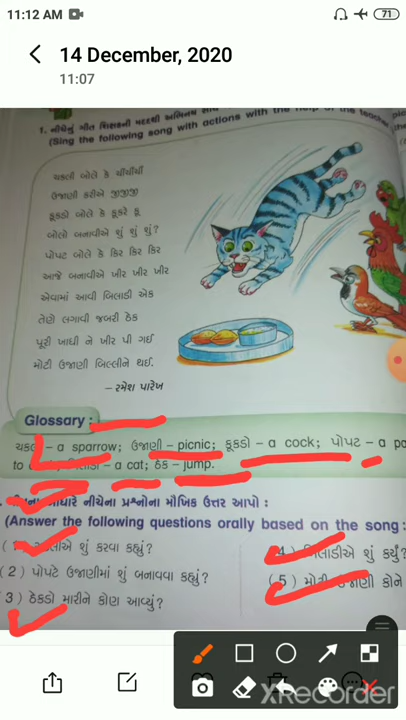 11:12 AM
71
14 December, 2020
11:07
1. નીચેનું ગીત શિક્ષકની મદદથી અભિનય સાથે
(Sing the following song with actions with the help of the teacher
ચકલી બોલે કે ચીંચીંચીં
ઉજાણી કરીએ જીજીજી
કૂકડો બોલે કે કૂકરે કૂ
બોલો બનાવીએ શું શું શું?
પોપટ બોલે કે કિર કિર કિર
આજે બનાવીએ ખીર ખીર ખીર
એવામાં આવી બિલાડી એક
તેણે લગાવી જબરી ઠેક
પૂરી ખાધી ને ખીર પી ગઈ
મોટી ઉજાણી બિલ્લીને થઈ.
– રમેશ પારેખ
Glossary :
– a sparrow; ઉજાણી – picnic; કૂકડો – a cock; પોપટ – a
to – a cat; ઠેક – jump.
નીચેના પ્રશ્નોના મૌખિક ઉત્તર આપો :
(Answer the following questions orally based on the song:
શું કરવા કહ્યું?
(2) પોપટે ઉજાણીમાં શું બનાવવા કહ્યું?
3) ઠેકડો મારીને કોણ આવ્યું?
4) બિલાડીએ શું કર્યું?
(5) મોટી ઉજાણી કોને
XRecorder